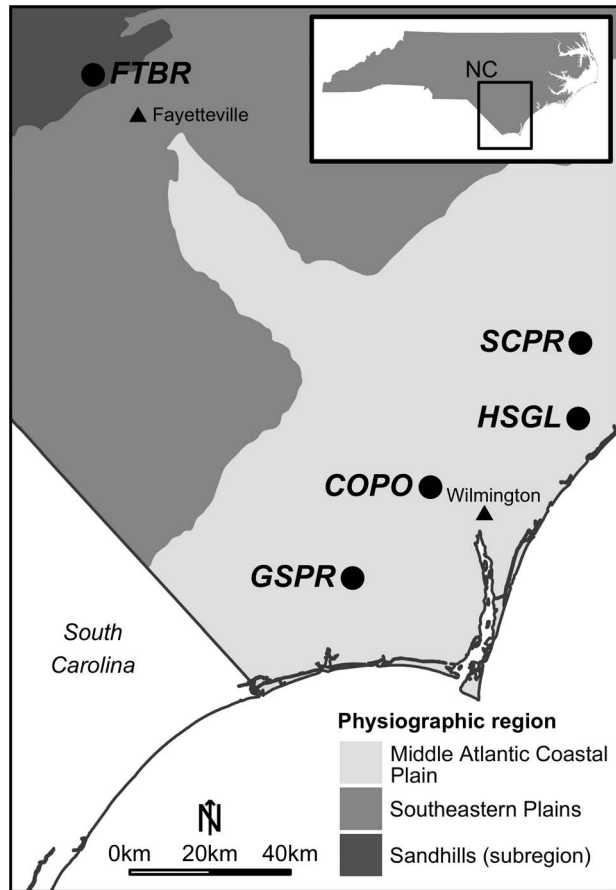 FTBR
Fayetteville
NC
SCPR
HSGL
COPO
Wilmington
GSPR
South
Carolina
Physiographic region
Middle Atlantic Coastal
Plain
Southeastern Plains
Sandhills (subregion)
N
0km 20km 40km